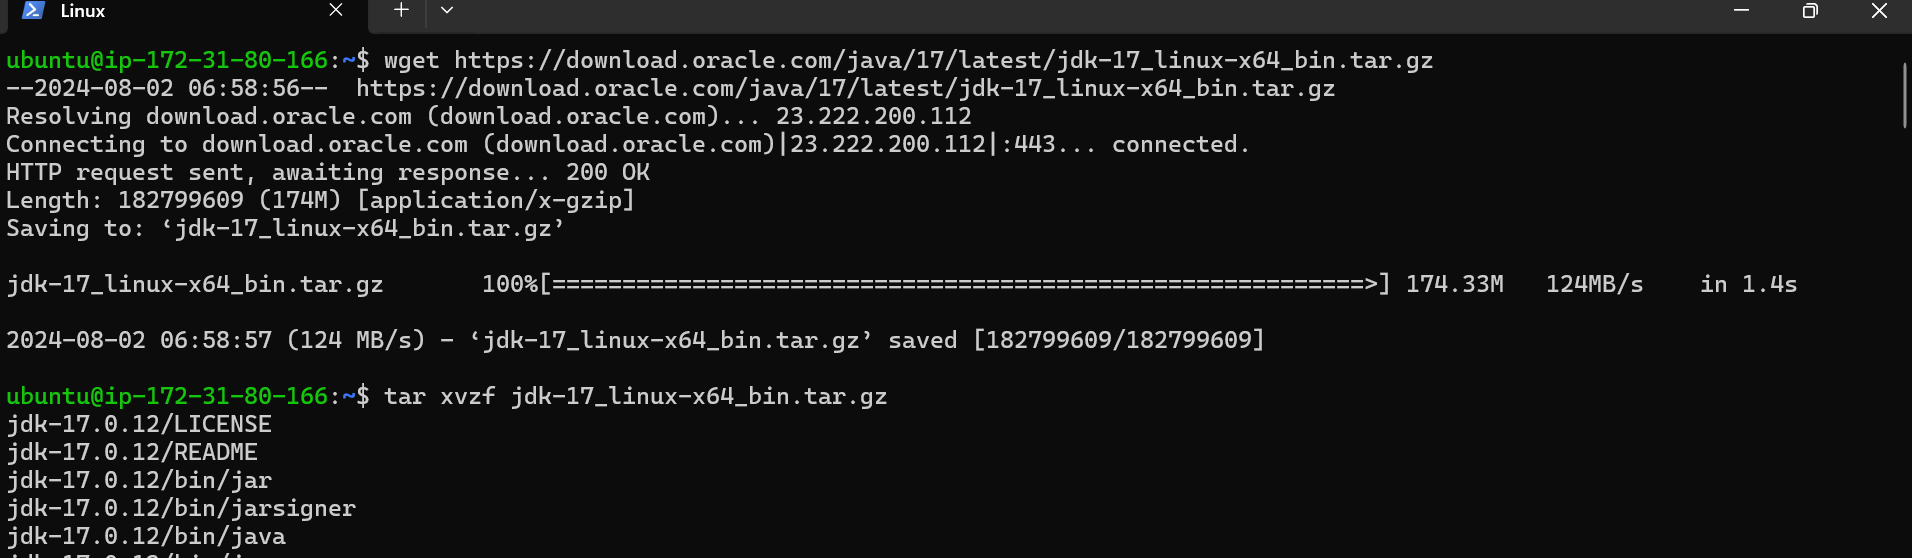 Linux
ubuntu@ip-172-31-80-166:~$ wget https://download.oracle.com/java/17/latest/jdk-17_linux-x64_bin.tar.gz
--2024-08-02 06:58:56--  https://download.oracle.com/java/17/latest/jdk-17_linux-x64_bin.tar.gz
Resolving download.oracle.com (download.oracle.com)... 23.222.200.112
Connecting to download.oracle.com (download.oracle.com)|23.222.200.112|:443... connected.
HTTP request sent, awaiting response... 200 OK
Length: 182799609 (174M) [application/x-gzip]
Saving to: ‘jdk-17_linux-x64_bin.tar.gz’
jdk-17_linux-x64_bin.tar.gz       100%[==========================================================>] 174.33M   124MB/s    in 1.4s
2024-08-02 06:58:57 (124 MB/s) - ‘jdk-17_linux-x64_bin.tar.gz’ saved [182799609/182799609]
ubuntu@ip-172-31-80-166:~$ tar xvzf jdk-17_linux-x64_bin.tar.gz
jdk-17.0.12/LICENSE
jdk-17.0.12/README
jdk-17.0.12/bin/jar
jdk-17.0.12/bin/jarsigner
jdk-17.0.12/bin/java